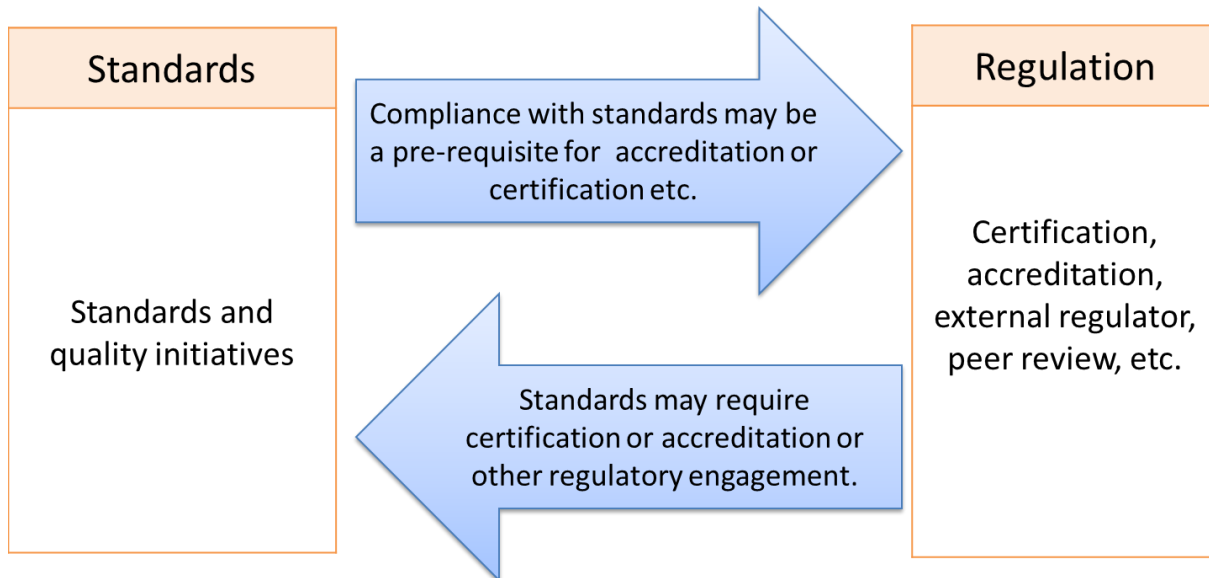 Standards
Standards and
quality initiatives
Compliance with standards may be
a pre-requisite for accreditation or
certification etc.
Standards may require
certification or accreditation or
other regulatory engagement.
Regulation
Certification,
accreditation,
external regulator,
peer review, etc.